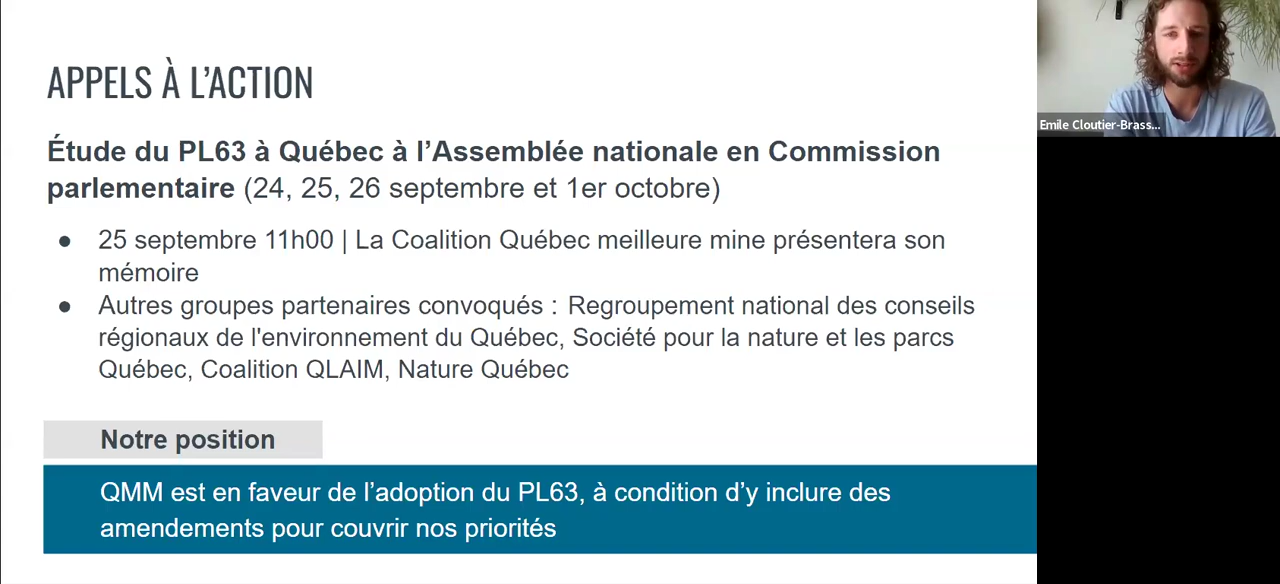 APPELS À L’ACTION
Étude du PL63 à Québec à l’Assemblée nationale en Commission
parlementaire (24, 25, 26 septembre et 1er octobre)
● 25 septembre 11h00 | La Coalition Québec meilleure mine présentera son
mémoire
● Autres groupes partenaires convoqués : Regroupement national des conseils
régionaux de l'environnement du Québec, Société pour la nature et les parcs
Québec, Coalition QLAIM, Nature Québec
Notre position
QMM est en faveur de l’adoption du PL63, à condition d’y inclure des
amendements pour couvrir nos priorités
Emile Cloutier-Brass...